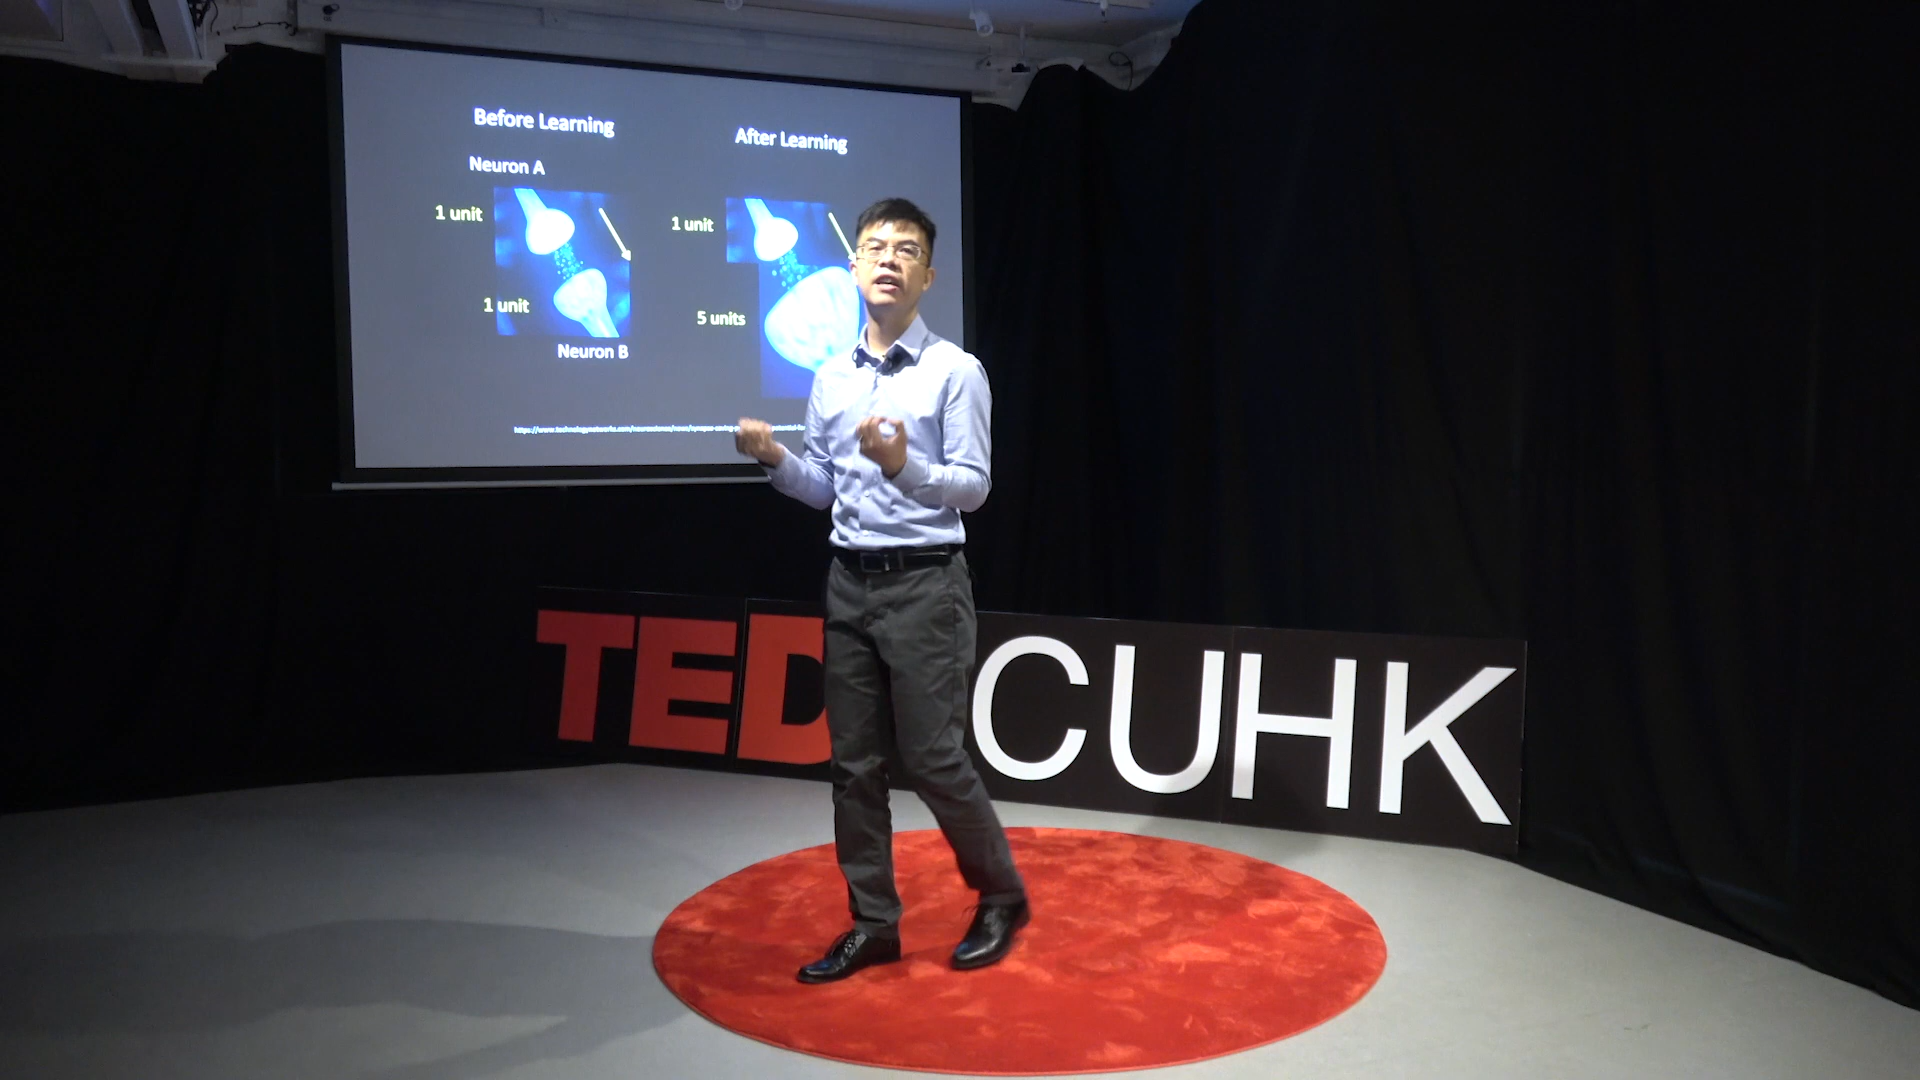 Before Learning
After Learning
Neuron A
1 unit
1 unit
1 unit
5 units
Neuron B
TED
CUHK